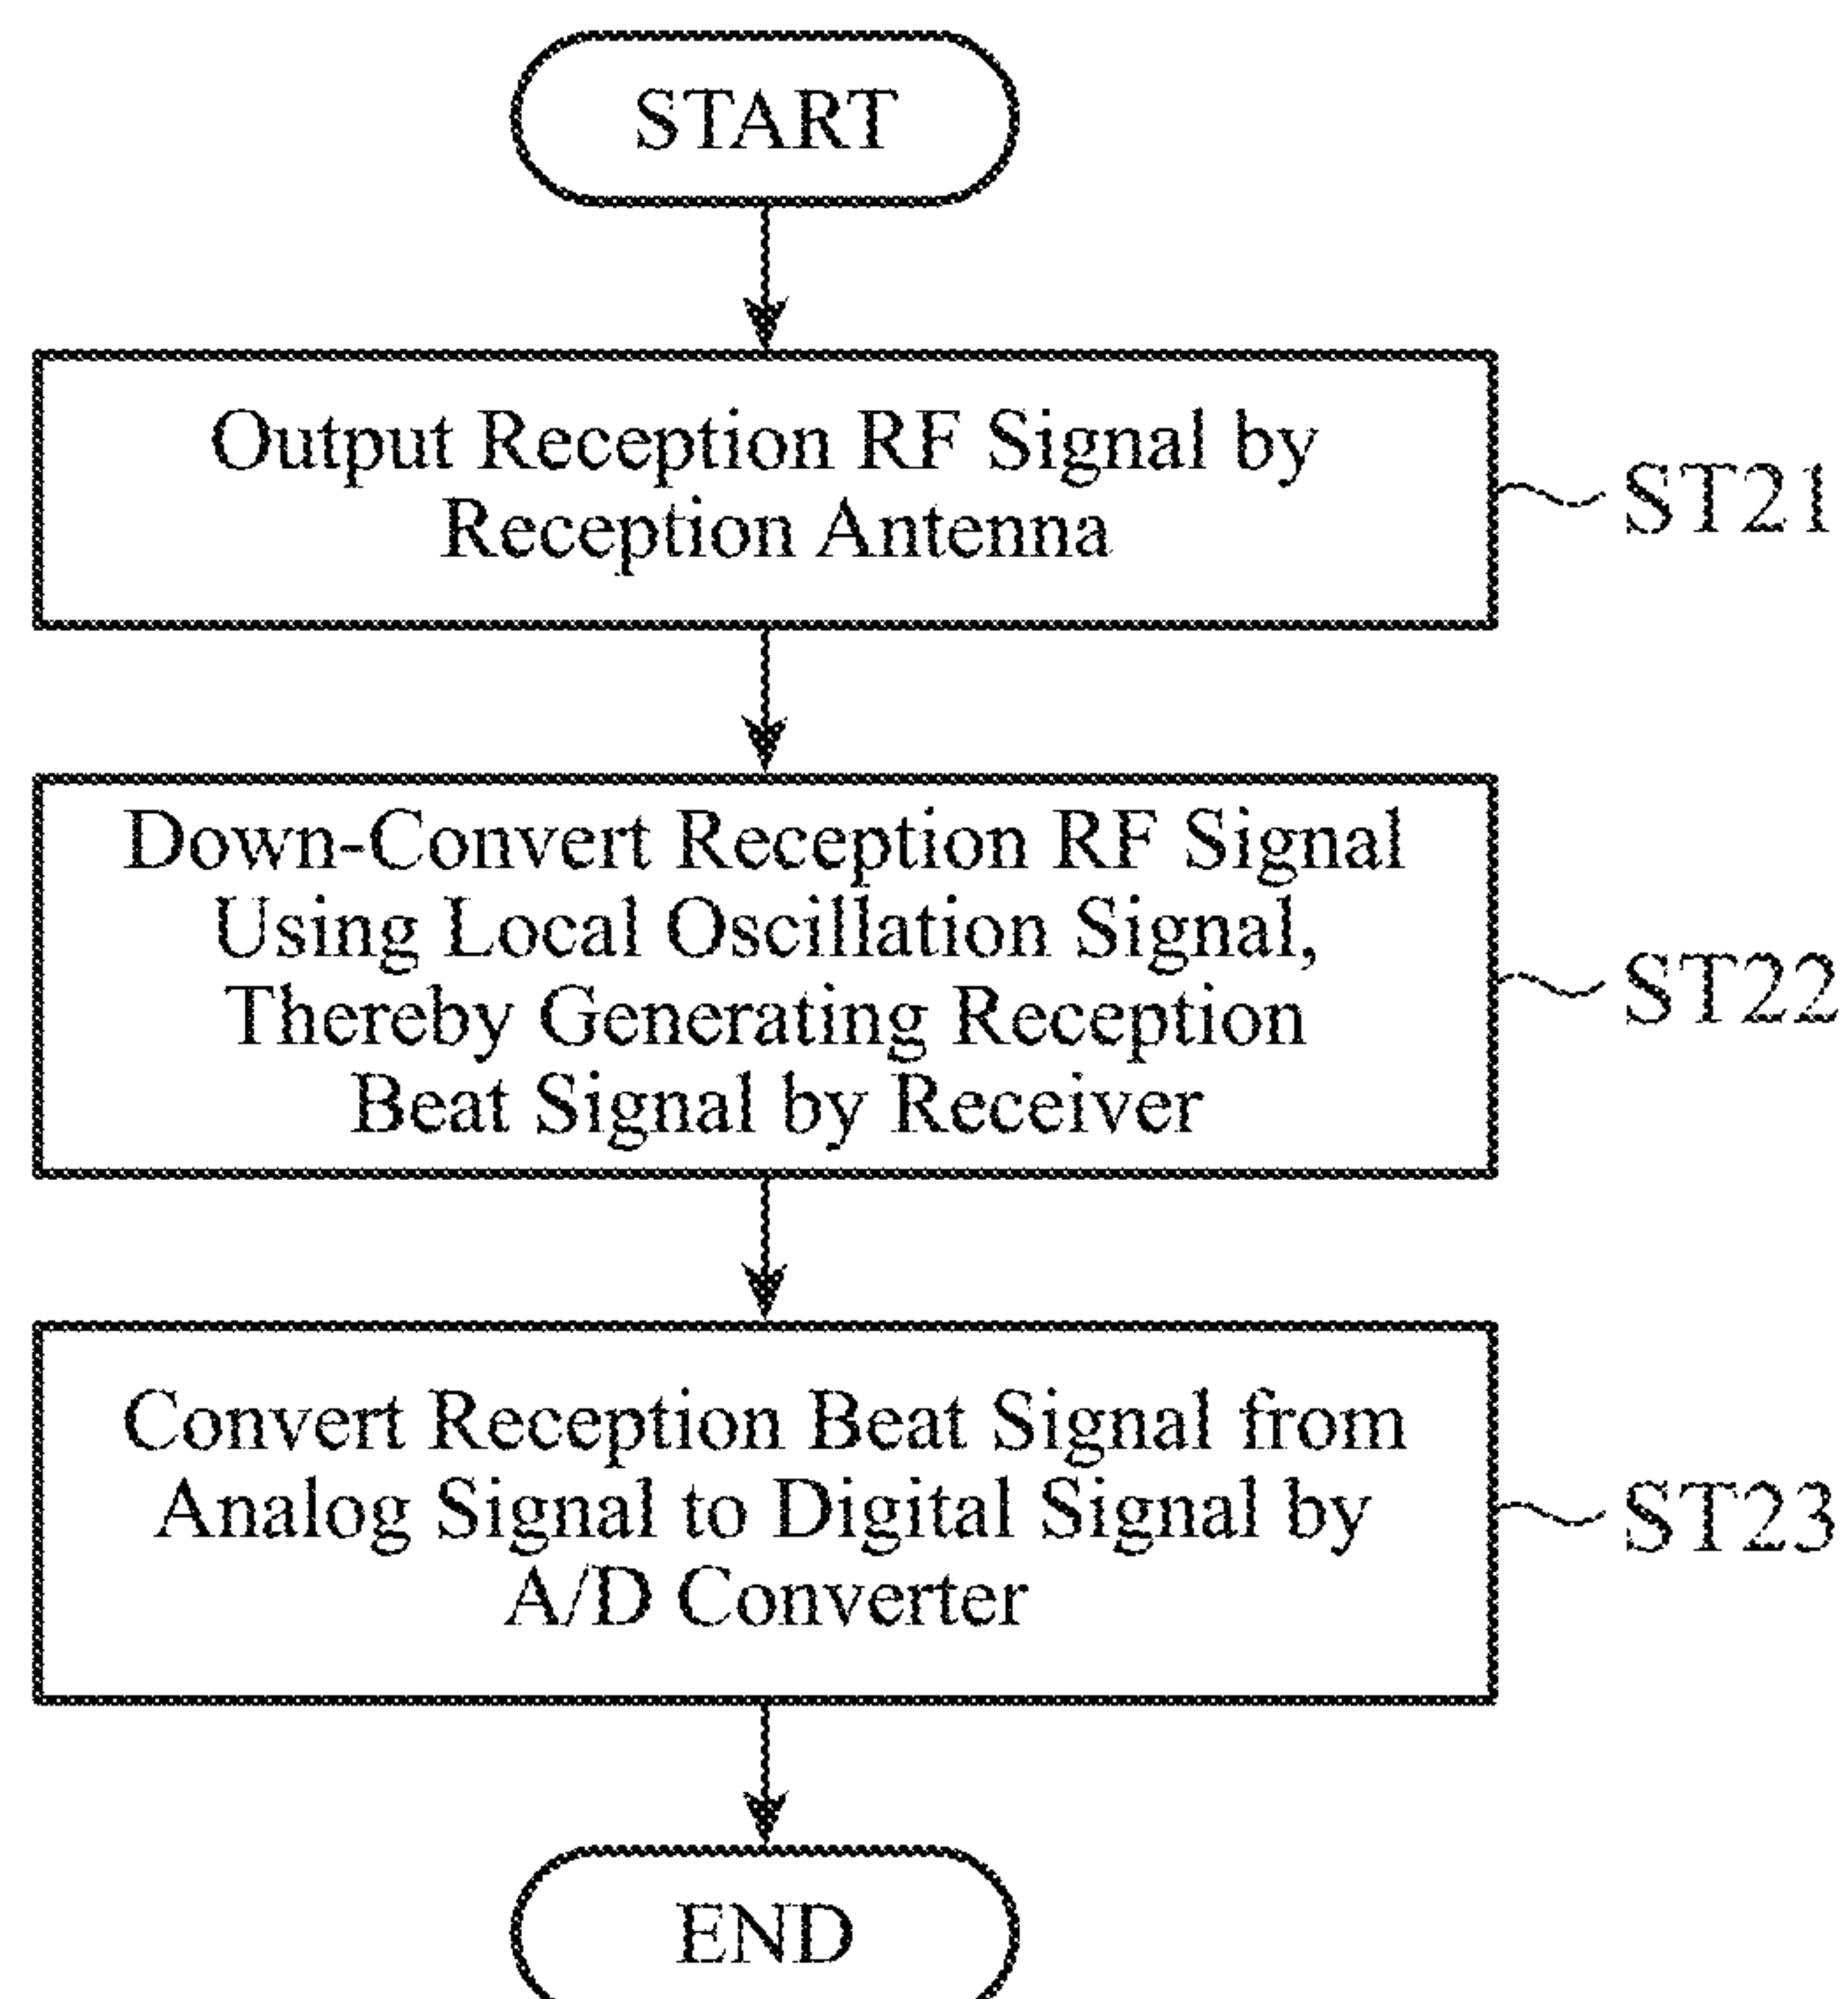 START
Output Reception RF Signal by
Reception Antenna
ST21
Down-Convert Reception RF Signal
Using Local Oscillation Signal,
Thereby Generating Reception
Beat Signal by Receiver
ST22
Convert Reception Beat Signal from
Analog Signal to Digital Signal by
A/D Converter
ST23
END